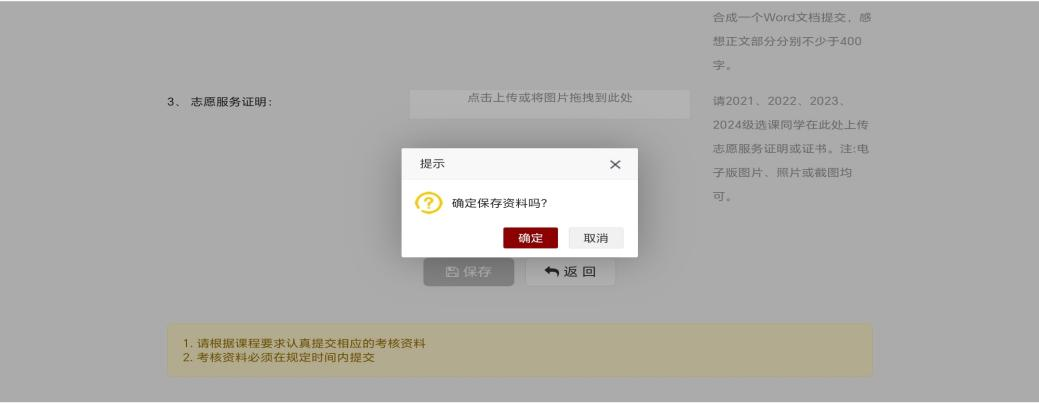 合成一个Word文档提交，感
想正文部分分别不少于400
字。
3、 志愿服务证明：
点击上传或将图片拖拽到此处
请2021、2022、2023、
2024级选课同学在此处上传
志愿服务证明或证书。注:电
子版图片、照片或截图均
可。
提示
确定保存资料吗?
确定
取消
保存
返 回
1. 请根据课程要求认真提交相应的考核资料
2. 考核资料必须在规定时间内提交